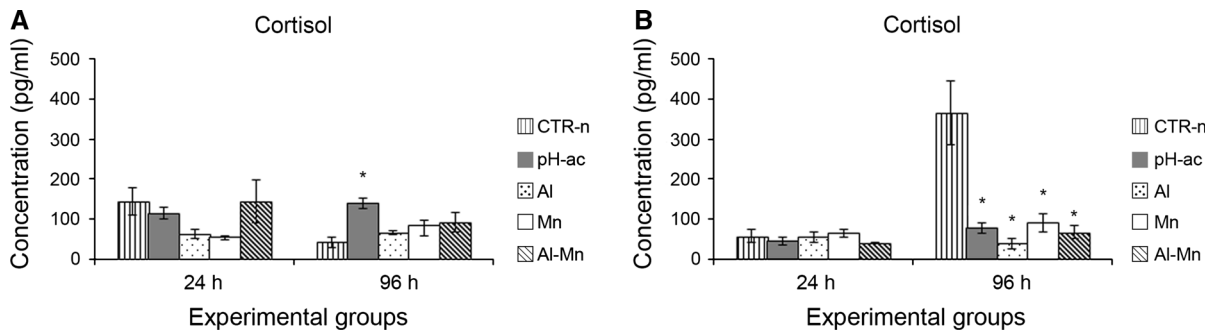 A
Cortisol
Concentration (pg/ml)
500
400
300
200
100
0
*
24 h
96 h
Experimental groups
CTR-n
pH-ac
Al
Mn
Al-Mn
B
Cortisol
Concentration (pg/ml)
500
400
300
200
100
0
* * * *
24 h
96 h
Experimental groups
CTR-n
pH-ac
Al
Mn
Al-Mn